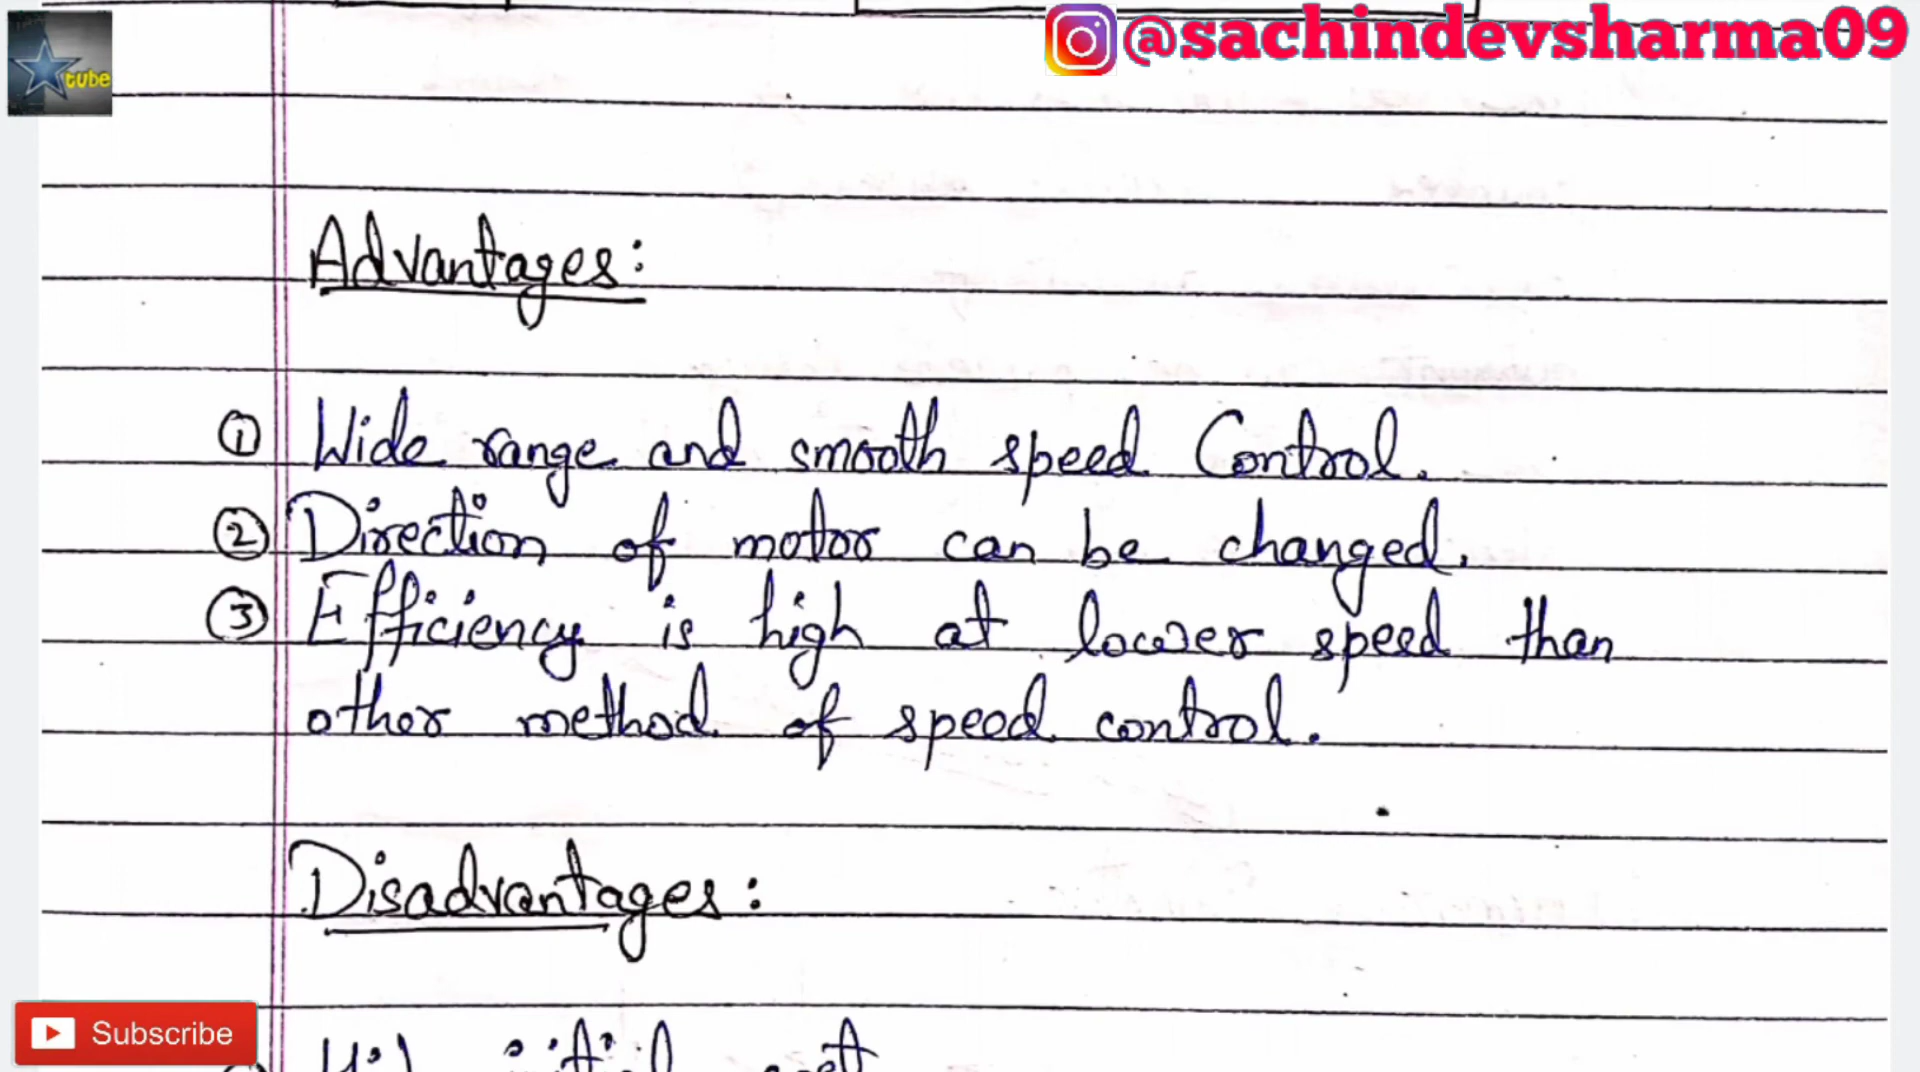 @sachindevsharma09
tube
Advantages:
① Wide range and smooth speed Control.
② Direction of motor can be changed.
③ Efficiency is high at lower speed than
other method of speed control.
Disadvantages:
Subscribe